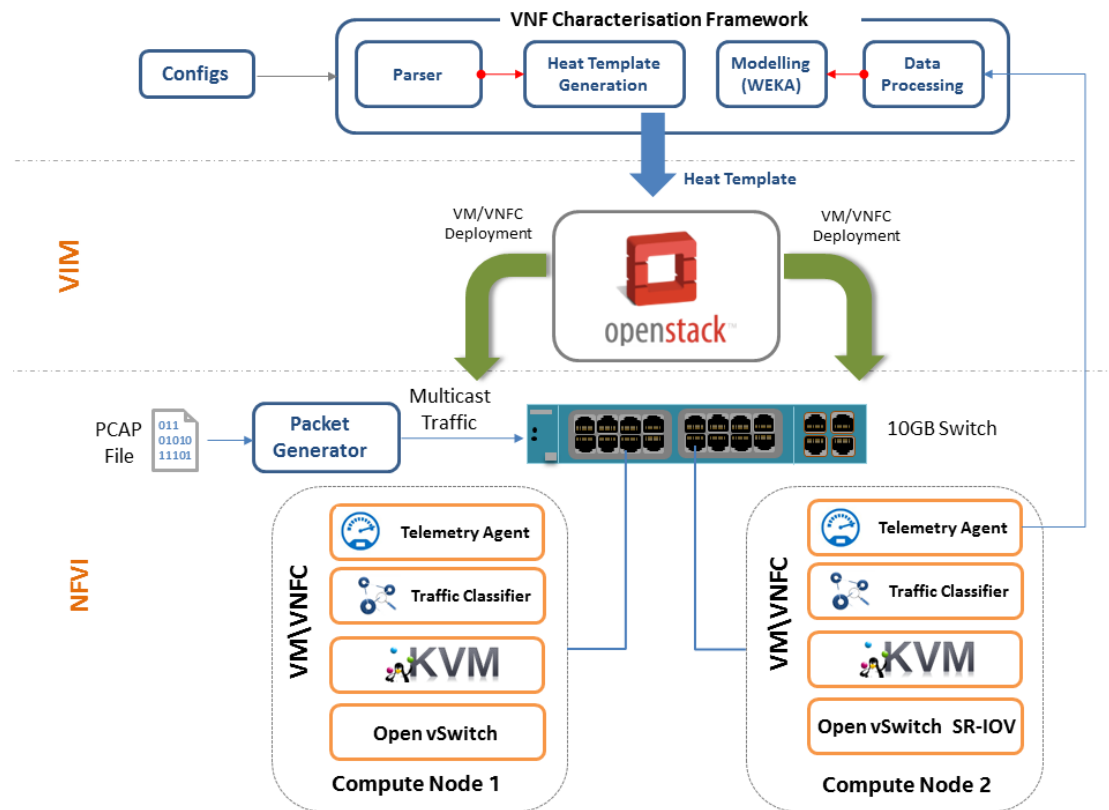 VNF Characterisation Framework
Configs
Parser
Heat Template
Generation
Modelling
(WEKA)
Data
Processing
Heat Template
VM/VNFC
Deployment
VM/VNFC
Deployment
VIM
openstack™
PCAP
File
011
01010
11101
Packet
Generator
Multicast
Traffic
10GB Switch
NFVI
VM\VNFC
Telemetry Agent
Traffic Classifier
KVM
Open vSwitch
Compute Node 1
VM\VNFC
Telemetry Agent
Traffic Classifier
KVM
Open vSwitch SR-IOV
Compute Node 2